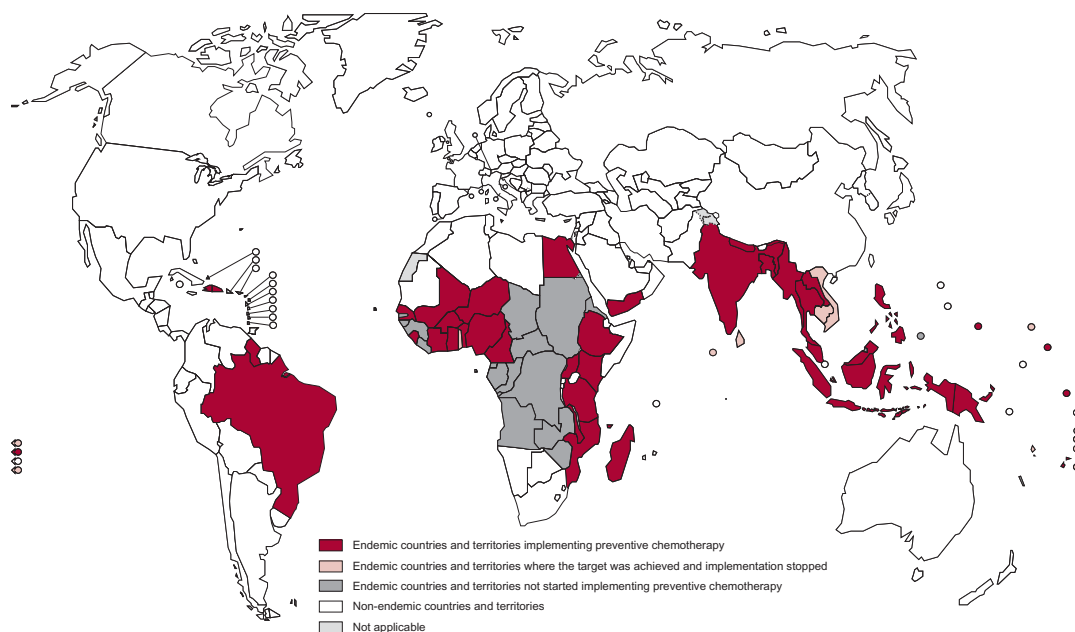 Endemic countries and territories implementing preventive chemotherapy
Endemic countries and territories where the target was achieved and implementation stopped
Endemic countries and territories not started implementing preventive chemotherapy
Non-endemic countries and territories
Not applicable